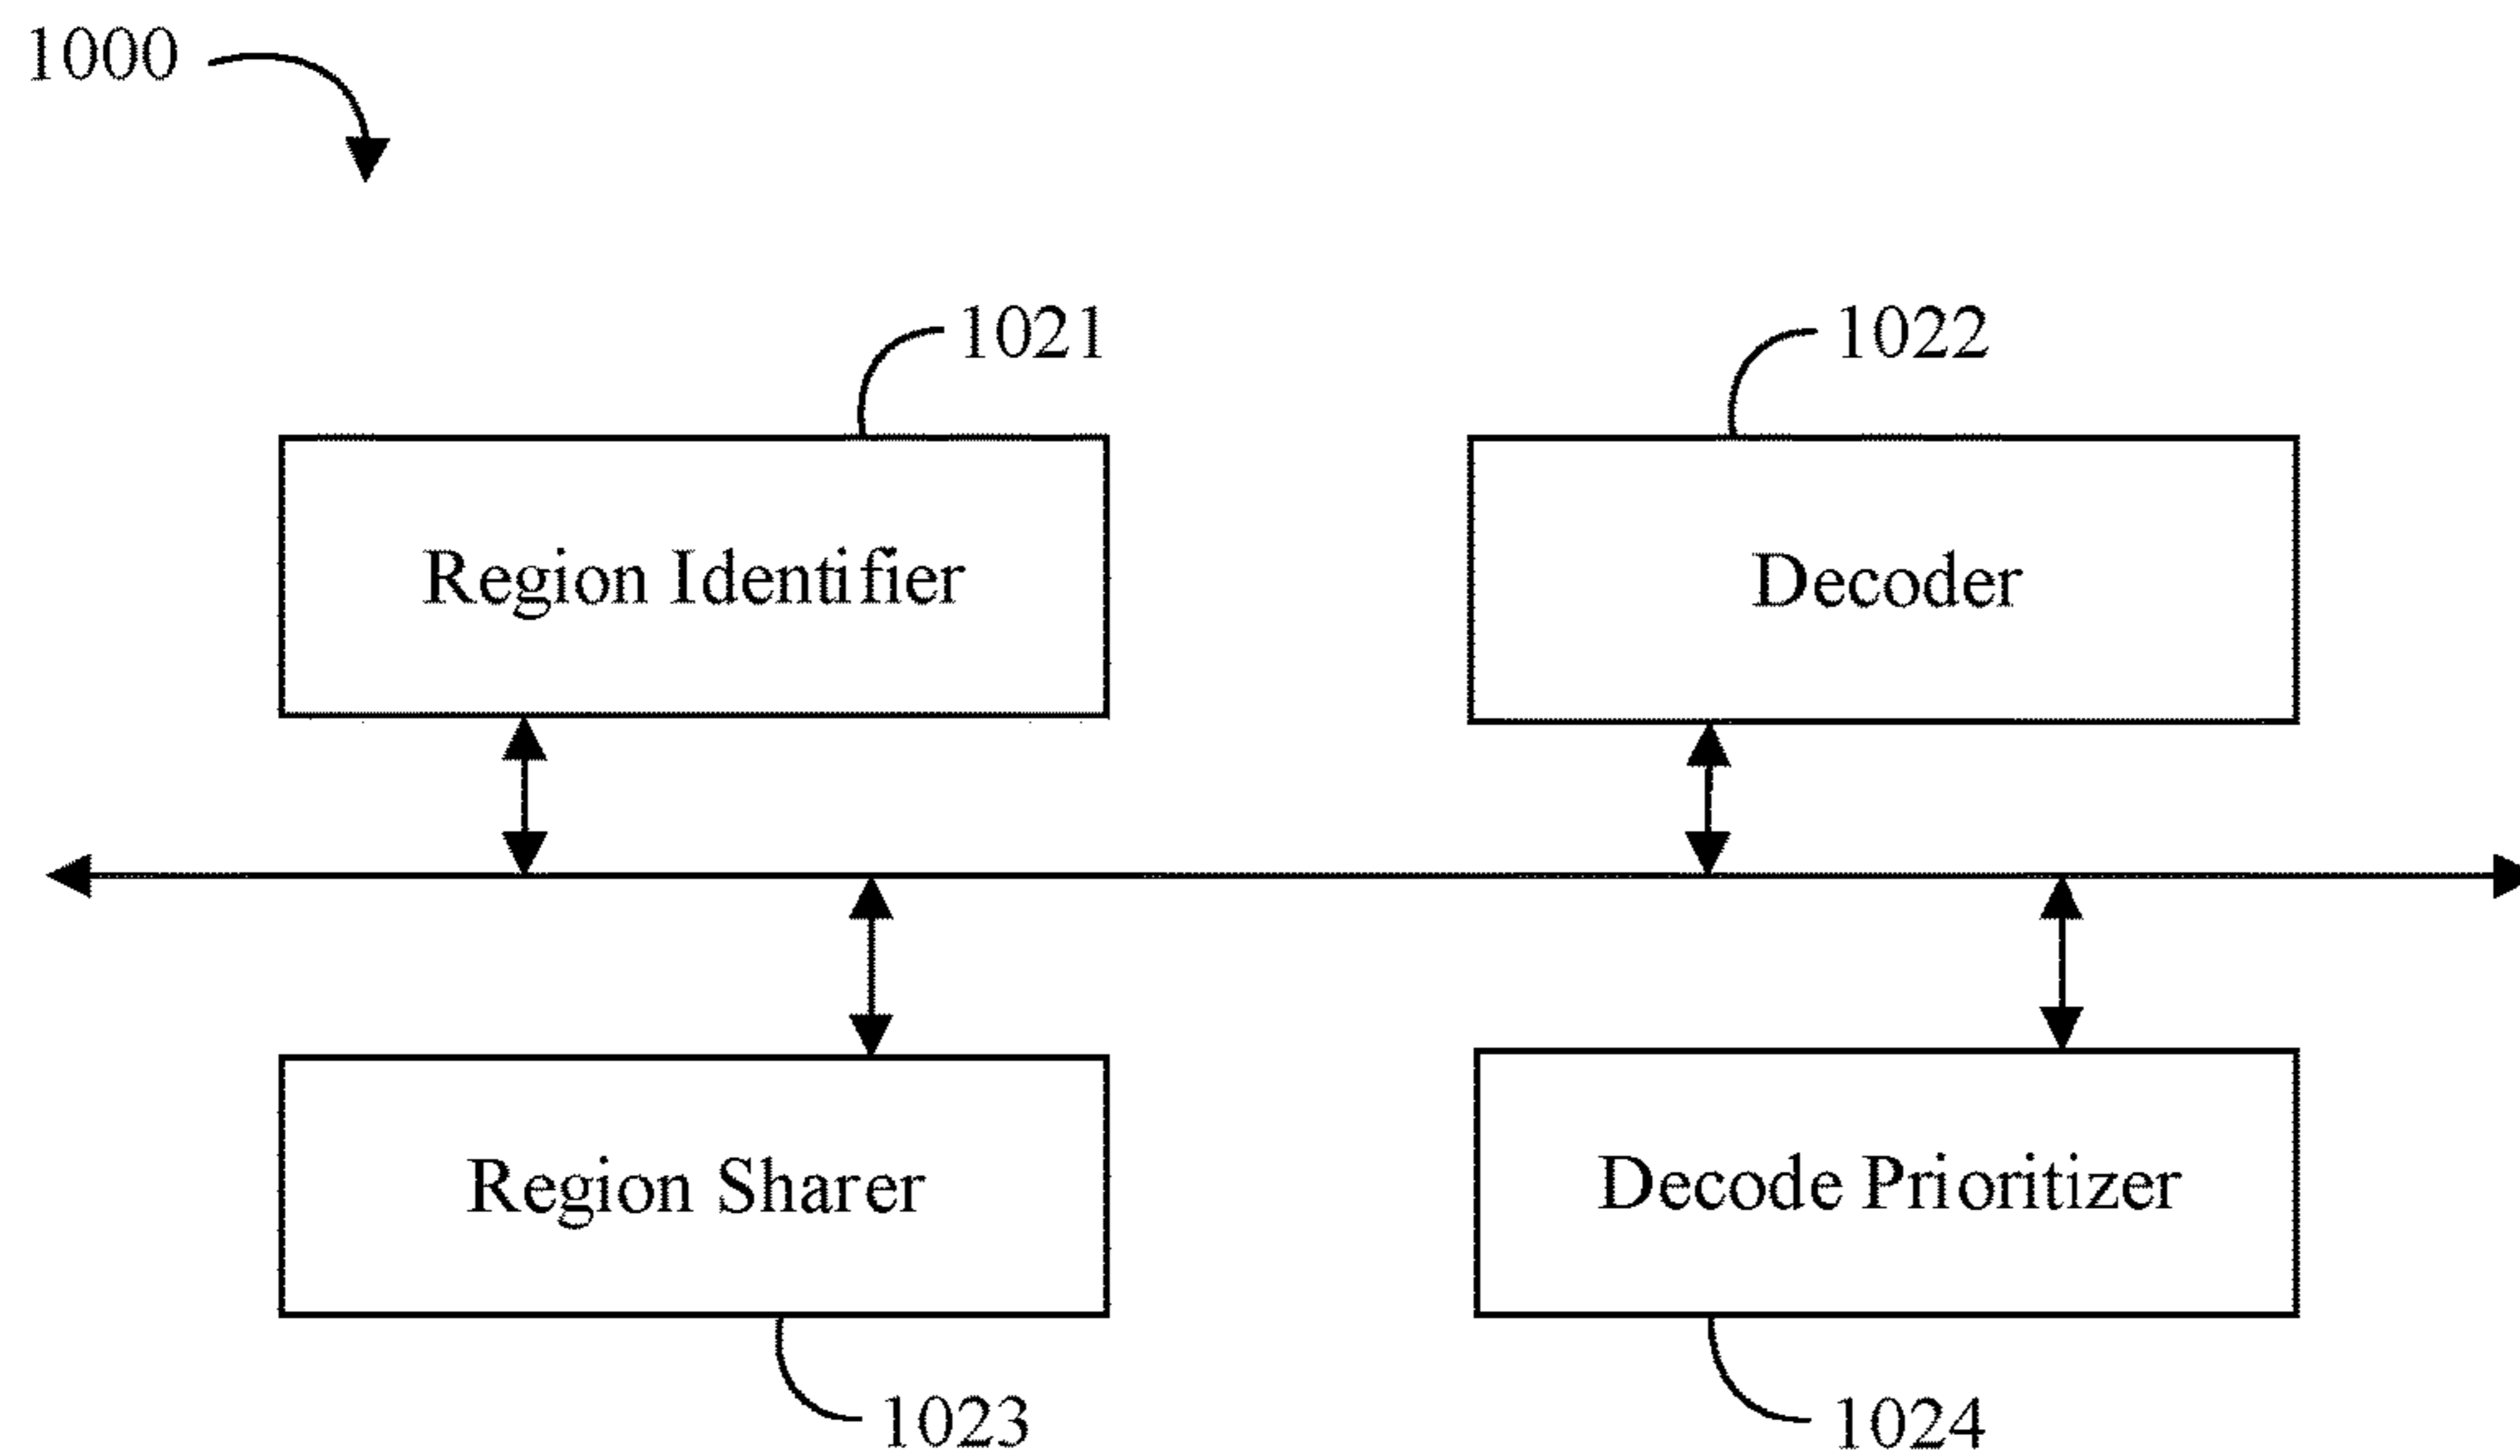 1000
1021
1022
Region Identifier
Decoder
Region Sharer
Decode Prioritizer
1023
1024